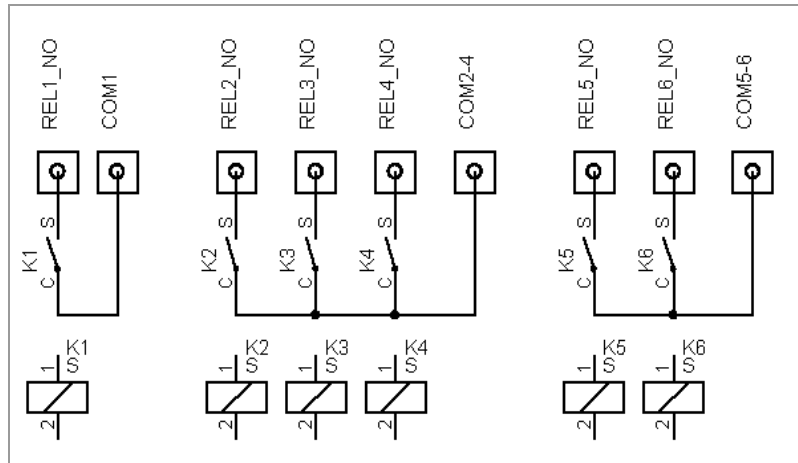 REL1_NO
COM1
REL2_NO
REL3_NO
REL4_NO
COM2-4
REL5_NO
REL6_NO
COM5-6
S
S
S
S
S
S
K1
K2
K3
K4
K5
K6
C
C
C
C
C
C
1
K1
S
2
1
K2
S
2
1
K3
S
2
1
K4
S
2
1
K5
S
2
1
K6
S
2